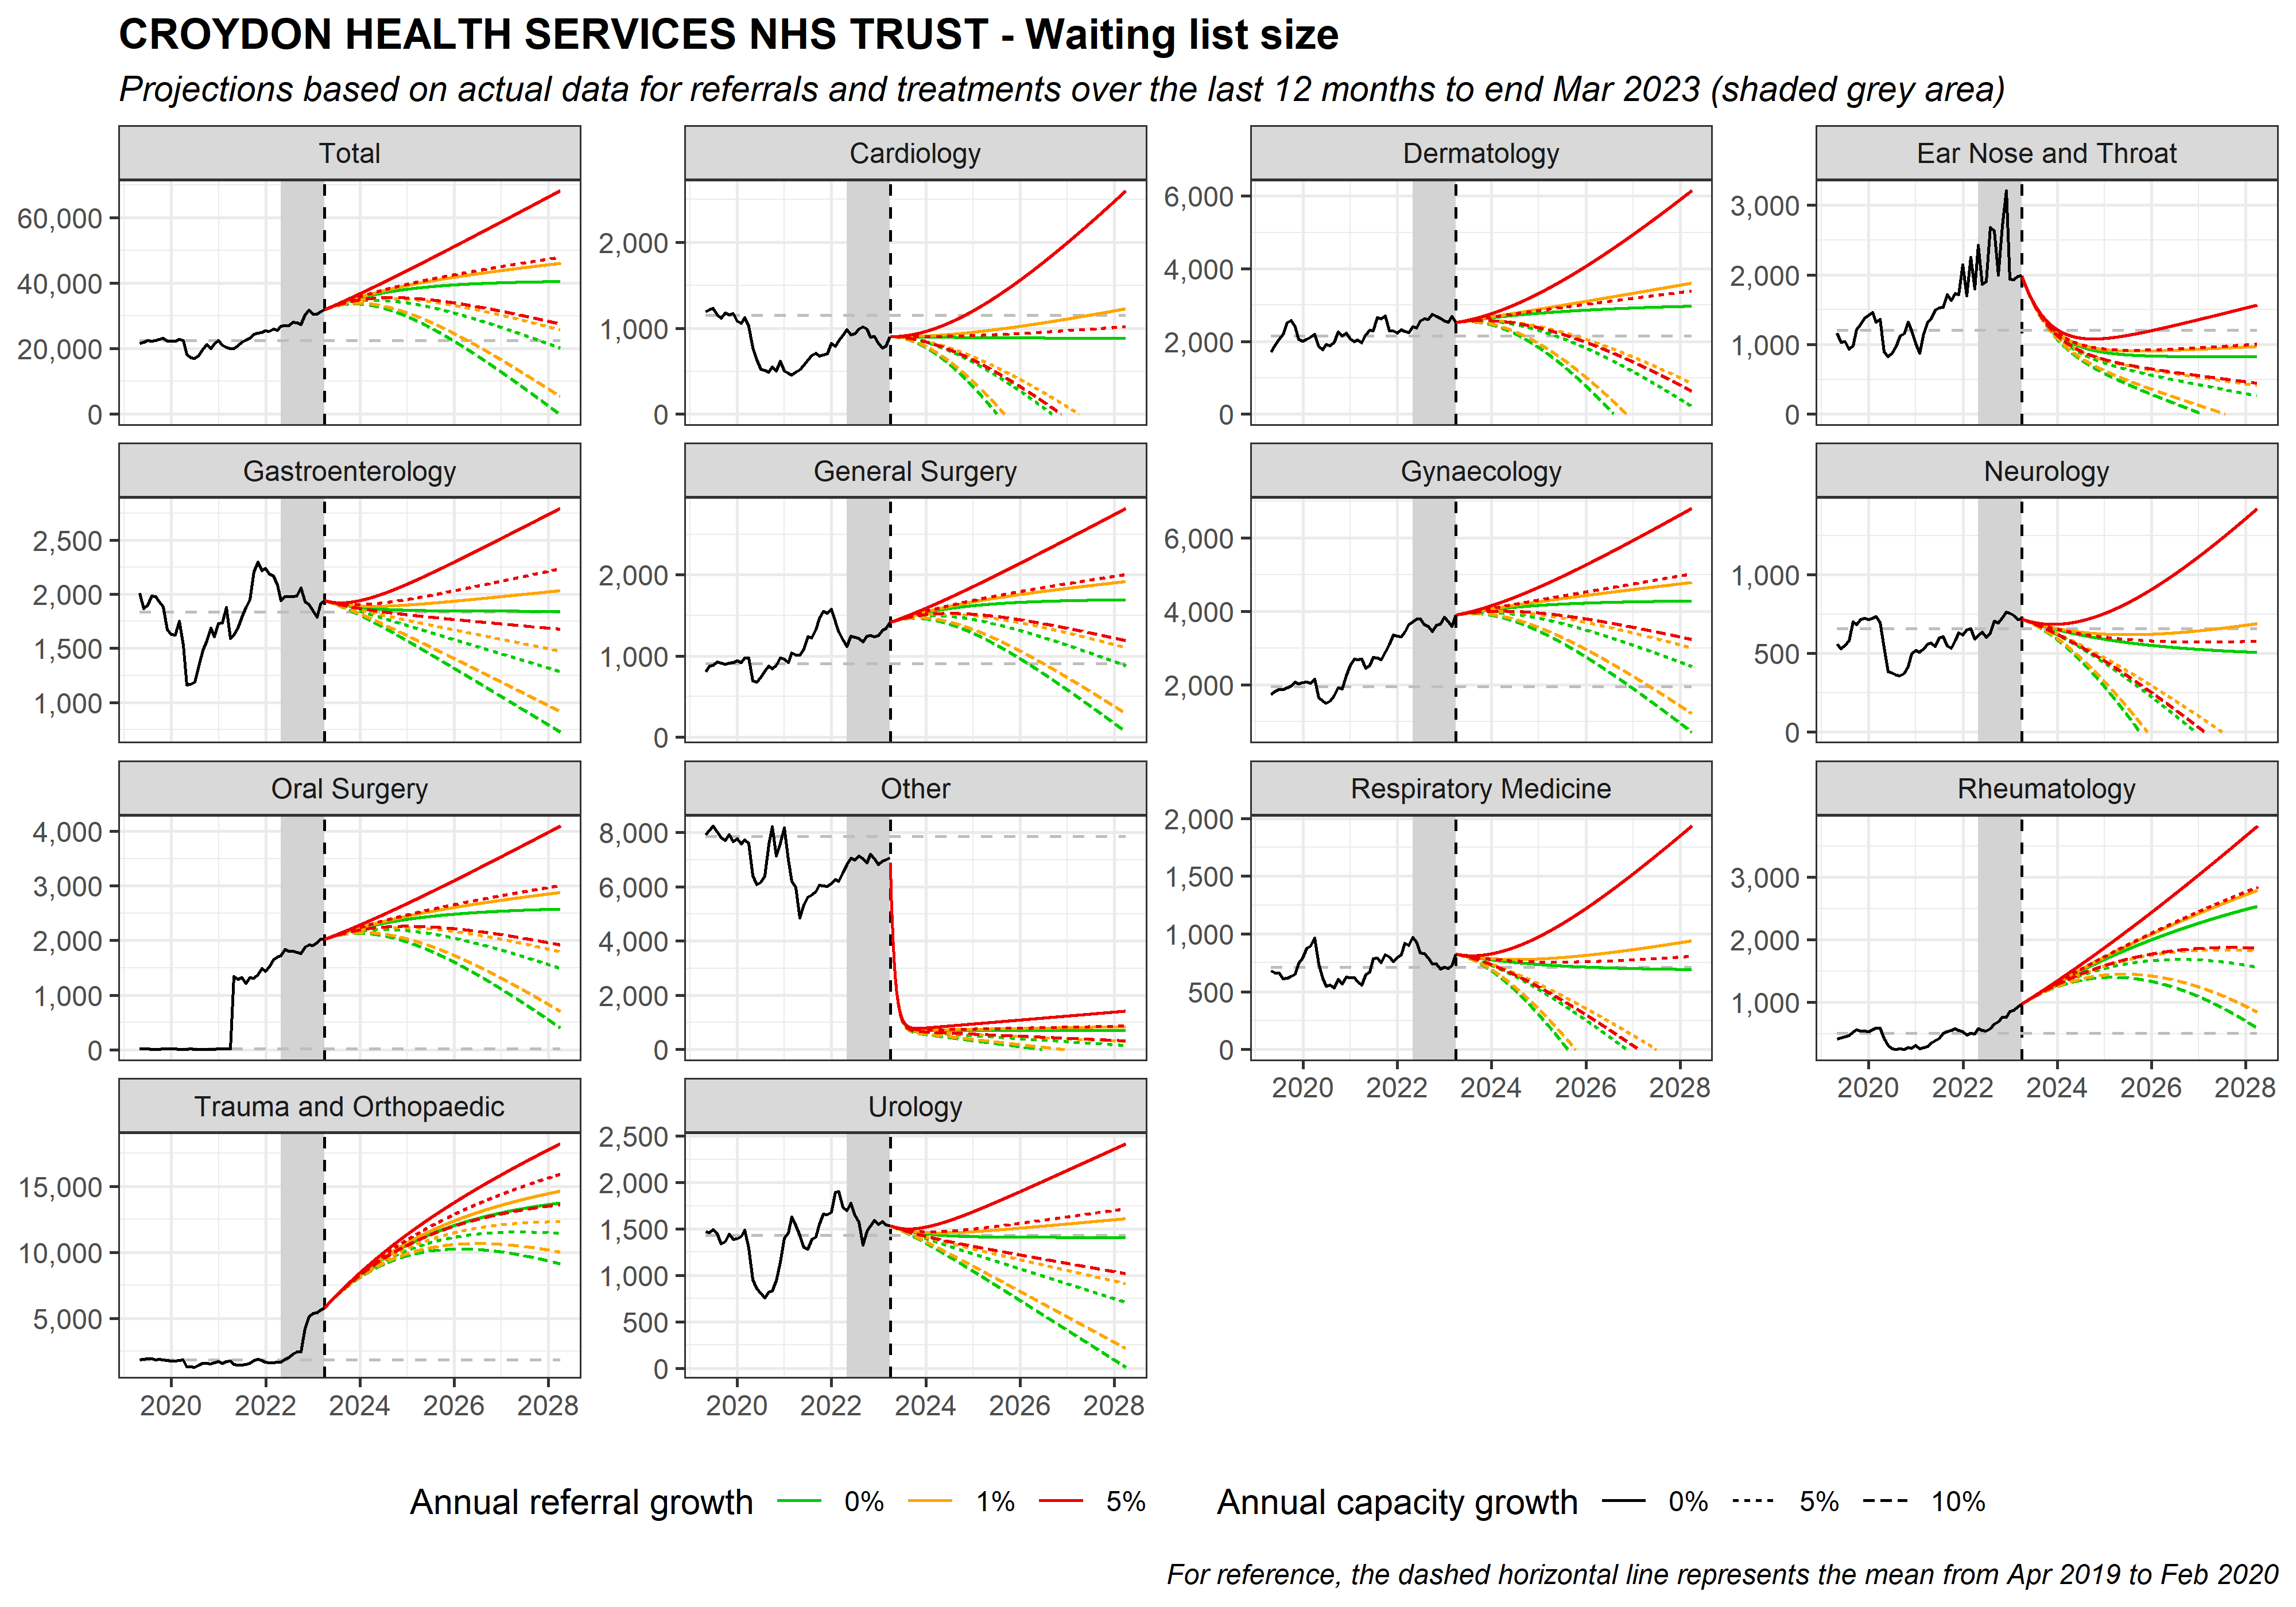 CROYDON HEALTH SERVICES NHS TRUST - Waiting list size
Projections based on actual data for referrals and treatments over the last 12 months to end Mar 2023 (shaded grey area)
Total
60,000
40,000
20,000
0
Cardiology
2,000
1,000
0
Dermatology
6,000
4,000
2,000
0
Ear Nose and Throat
3,000
2,000
1,000
0
Gastroenterology
2,500
2,000
1,500
1,000
General Surgery
2,000
1,000
0
Gynaecology
6,000
4,000
2,000
Neurology
1,000
500
0
Oral Surgery
4,000
3,000
2,000
1,000
0
Other
8,000
6,000
4,000
2,000
0
Respiratory Medicine
2,000
1,500
1,000
500
0
2020 2022 2024 2026 2028
Rheumatology
3,000
2,000
1,000
2020 2022 2024 2026 2028
Trauma and Orthopaedic
15,000
10,000
5,000
2020 2022 2024 2026 2028
Urology
2,500
2,000
1,500
1,000
500
0
2020 2022 2024 2026 2028
Annual referral growth 0% 1% 5%
Annual capacity growth 0% 5% 10%
For reference, the dashed horizontal line represents the mean from Apr 2019 to Feb 2020